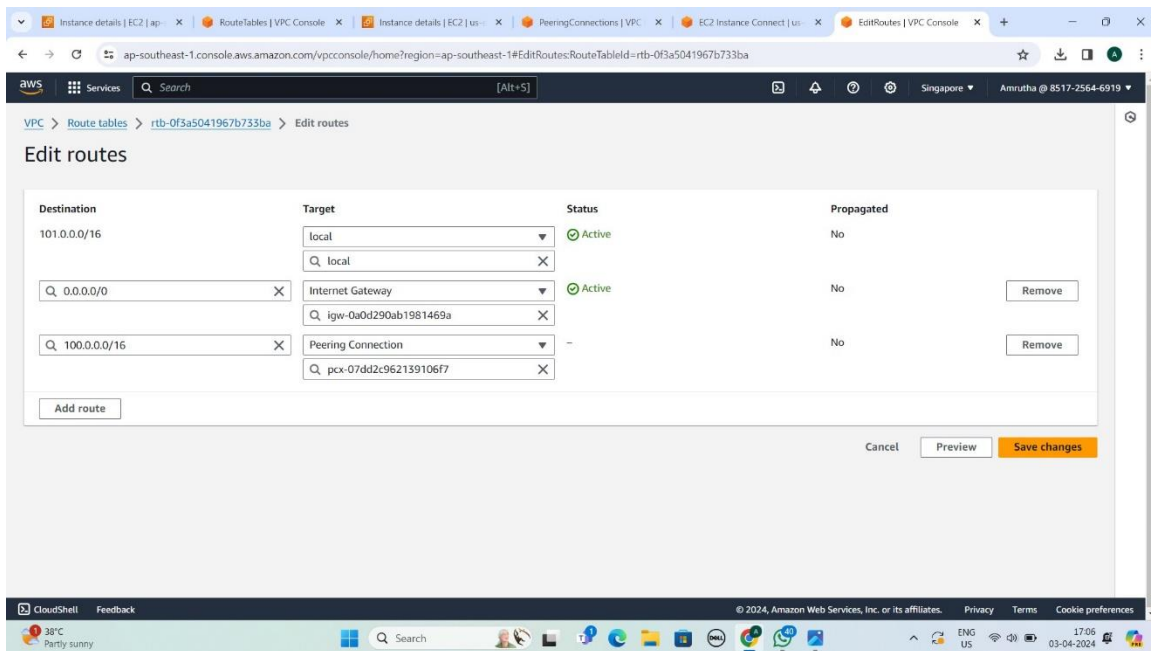 Instance details | EC2 | ap-
RouteTables | VPC Console
Instance details | EC2 | us-
PeeringConnections | VPC
EC2 Instance Connect | us-
EditRoutes | VPC Console
ap-southeast-1.console.aws.amazon.com/vpcconsole/home?region=ap-southeast-1#EditRoutes:RouteTableId=rtb-0f3a5041967b733ba
A
aws
Services
Search
[Alt+S]
Singapore
Amrutha @ 8517-2564-6919
VPC > Route tables > rtb-0f3a5041967b733ba > Edit routes
Edit routes
Destination Target Status Propagated
101.0.0.0/16 local Active No
local
0.0.0.0/0 Internet Gateway Active No Remove
igw-0a0d290ab1981469a
100.0.0.0/16 Peering Connection – No Remove
pcx-07dd2c962139106f7
Add route
Cancel Preview Save changes
CloudShell Feedback © 2024, Amazon Web Services, Inc. or its affiliates. Privacy Terms Cookie preferences
1
38°C
Partly sunny
Search
1
DELL
40
ENG
US
17:06
03-04-2024
PRE